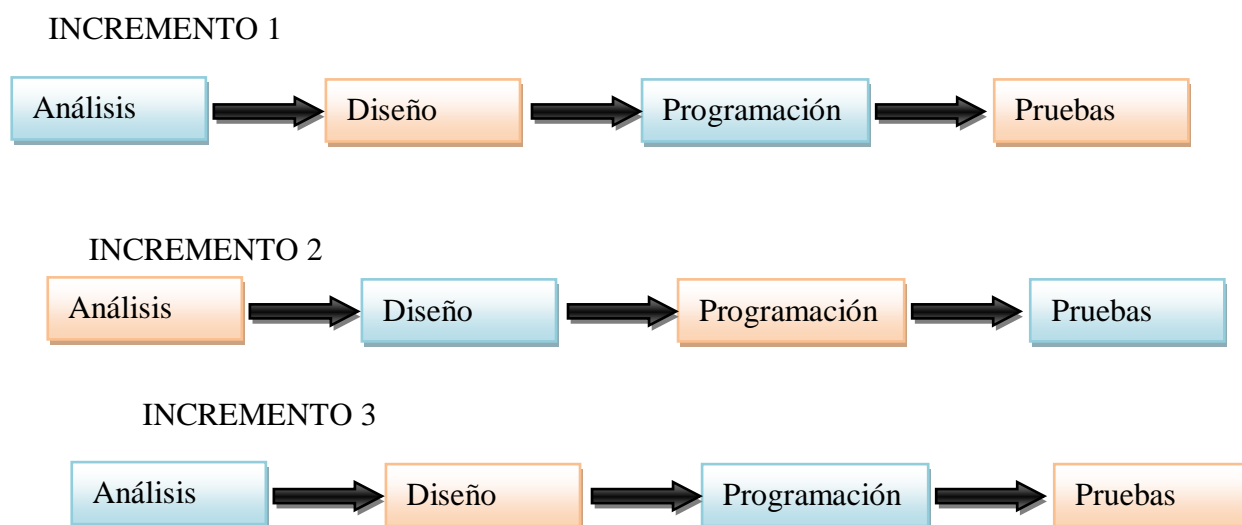 INCREMENTO 1
Análisis Diseño Programación Pruebas
INCREMENTO 2
Análisis Diseño Programación Pruebas
INCREMENTO 3
Análisis Diseño Programación Pruebas